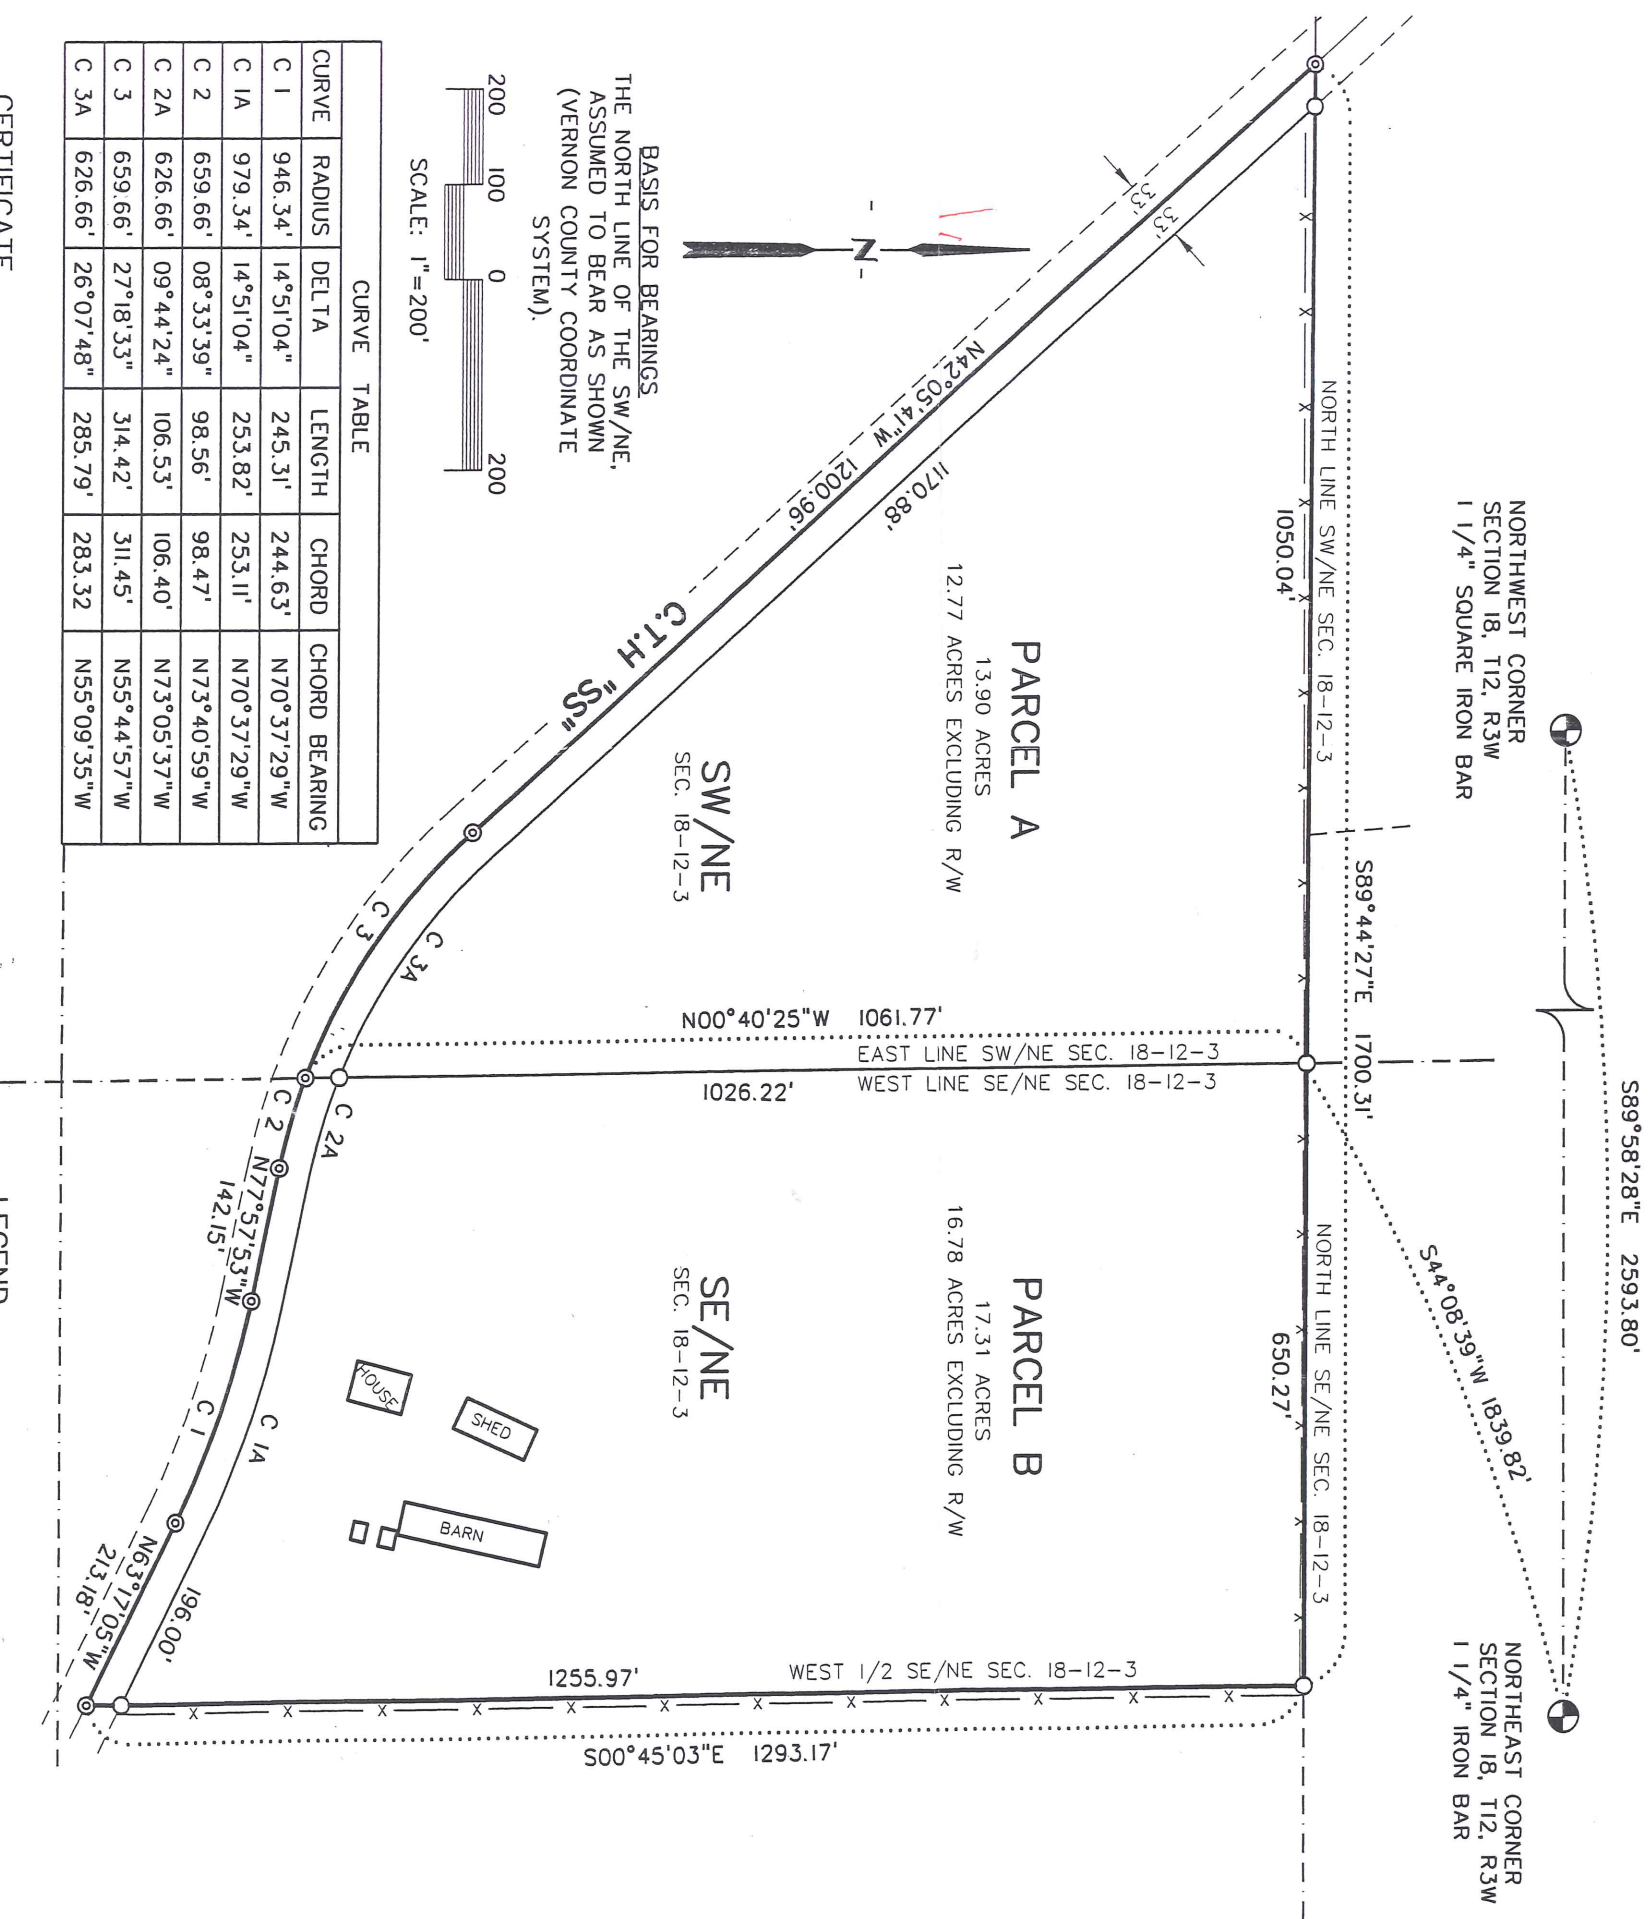 S89°58'28"E 2593.80'
NORTHWEST CORNER
SECTION 18, T12, R3W
1 1/4" SQUARE IRON BAR
NORTHEAST CORNER
SECTION 18, T12, R3W
1 1/4" IRON BAR
S44°08'39"W 1839.82'
S89°44'27"E 1700.31'
NORTH LINE SW/NE SEC. 18-12-3
1050.04'
NORTH LINE SE/NE SEC. 18-12-3
650.27'
33'
33'
N42°05'41"W 1200.96'
1170.88'
C.T.H "SS"
PARCEL A
13.90 ACRES
12.77 ACRES EXCLUDING R/W
SW/NE
SEC. 18-12-3
PARCEL B
17.31 ACRES
16.78 ACRES EXCLUDING R/W
SE/NE
SEC. 18-12-3
N00°40'25"W 1061.77'
EAST LINE SW/NE SEC. 18-12-3
WEST LINE SE/NE SEC. 18-12-3
1026.22'
WEST 1/2 SE/NE SEC. 18-12-3
1255.97'
S00°45'03"E 1293.17'
C 3
C 3A
C 2
C 2A
N77°57'53"W
142.15'
C 1
C 1A
N63°17'05"W
213.18'
196.00'
HOUSE
SHED
BARN
N
BASIS FOR BEARINGS
THE NORTH LINE OF THE SW/NE,
ASSUMED TO BEAR AS SHOWN
(VERNON COUNTY COORDINATE
SYSTEM).
200 100 0 200
SCALE: 1"=200'
CURVE TABLE
CURVE RADIUS DELTA LENGTH CHORD CHORD BEARING
C 1 946.34' 14°51'04" 245.31' 244.63' N70°37'29"W
C 1A 979.34' 14°51'04" 253.82' 253.11' N70°37'29"W
C 2 659.66' 08°33'39" 98.56' 98.47' N73°40'59"W
C 2A 626.66' 09°44'24" 106.53' 106.40' N73°05'37"W
C 3 659.66' 27°18'33" 314.42' 311.45' N55°44'57"W
C 3A 626.66' 26°07'48" 285.79' 283.32 N55°09'35"W
CERTIFICATE
LEGEND